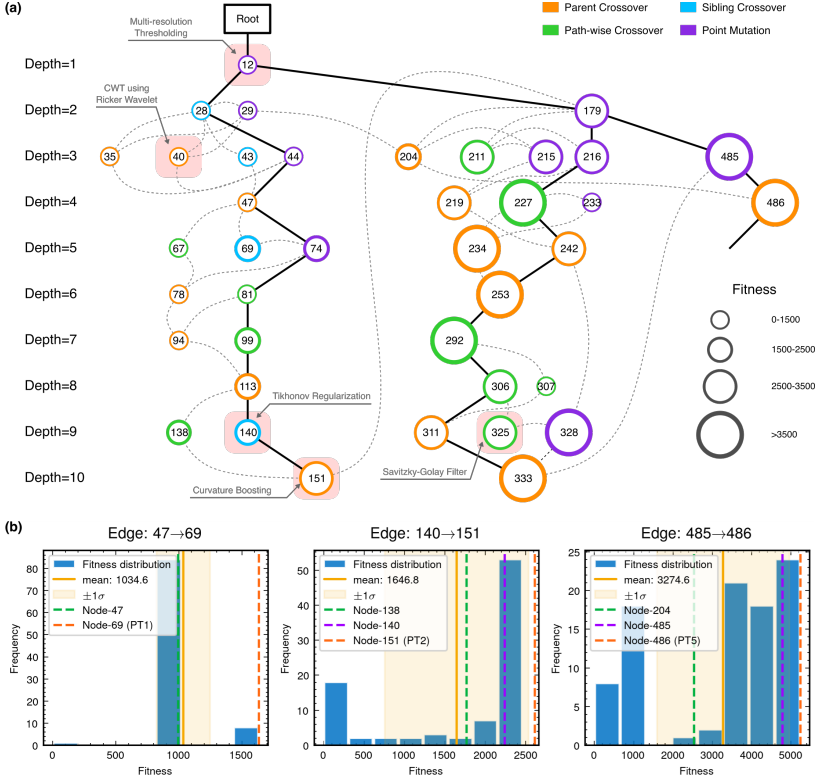 (a)
Root
Multi-resolution
Thresholding
Parent Crossover
Sibling Crossover
Path-wise Crossover
Point Mutation
Depth=1
12
CWT using
Ricker Wavelet
Depth=2
28
29
179
Depth=3
35
40
43
44
204
211
215
216
485
Depth=4
47
219
227
233
486
Depth=5
67
69
74
234
242
Depth=6
78
81
253
Fitness
0-1500
1500-2500
2500-3500
>3500
Depth=7
94
99
292
Depth=8
113
306
307
Tikhonov Regularization
Depth=9
138
140
311
325
328
Depth=10
151
333
Curvature Boosting
Savitzky-Golay Filter
(b)
Edge: 47→69
Fitness distribution
mean: 1034.6
±1σ
Node-47
Node-69 (PT1)
Frequency
80
70
60
50
40
30
20
10
0
0
500
1000
1500
Fitness
Edge: 140→151
Fitness distribution
mean: 1646.8
±1σ
Node-138
Node-140
Node-151 (PT2)
Frequency
50
40
30
20
10
0
0
500
1000
1500
2000
2500
Fitness
Edge: 485→486
Fitness distribution
mean: 3274.6
±1σ
Node-204
Node-485
Node-486 (PT5)
Frequency
25
20
15
10
5
0
0
1000
2000
3000
4000
5000
Fitness